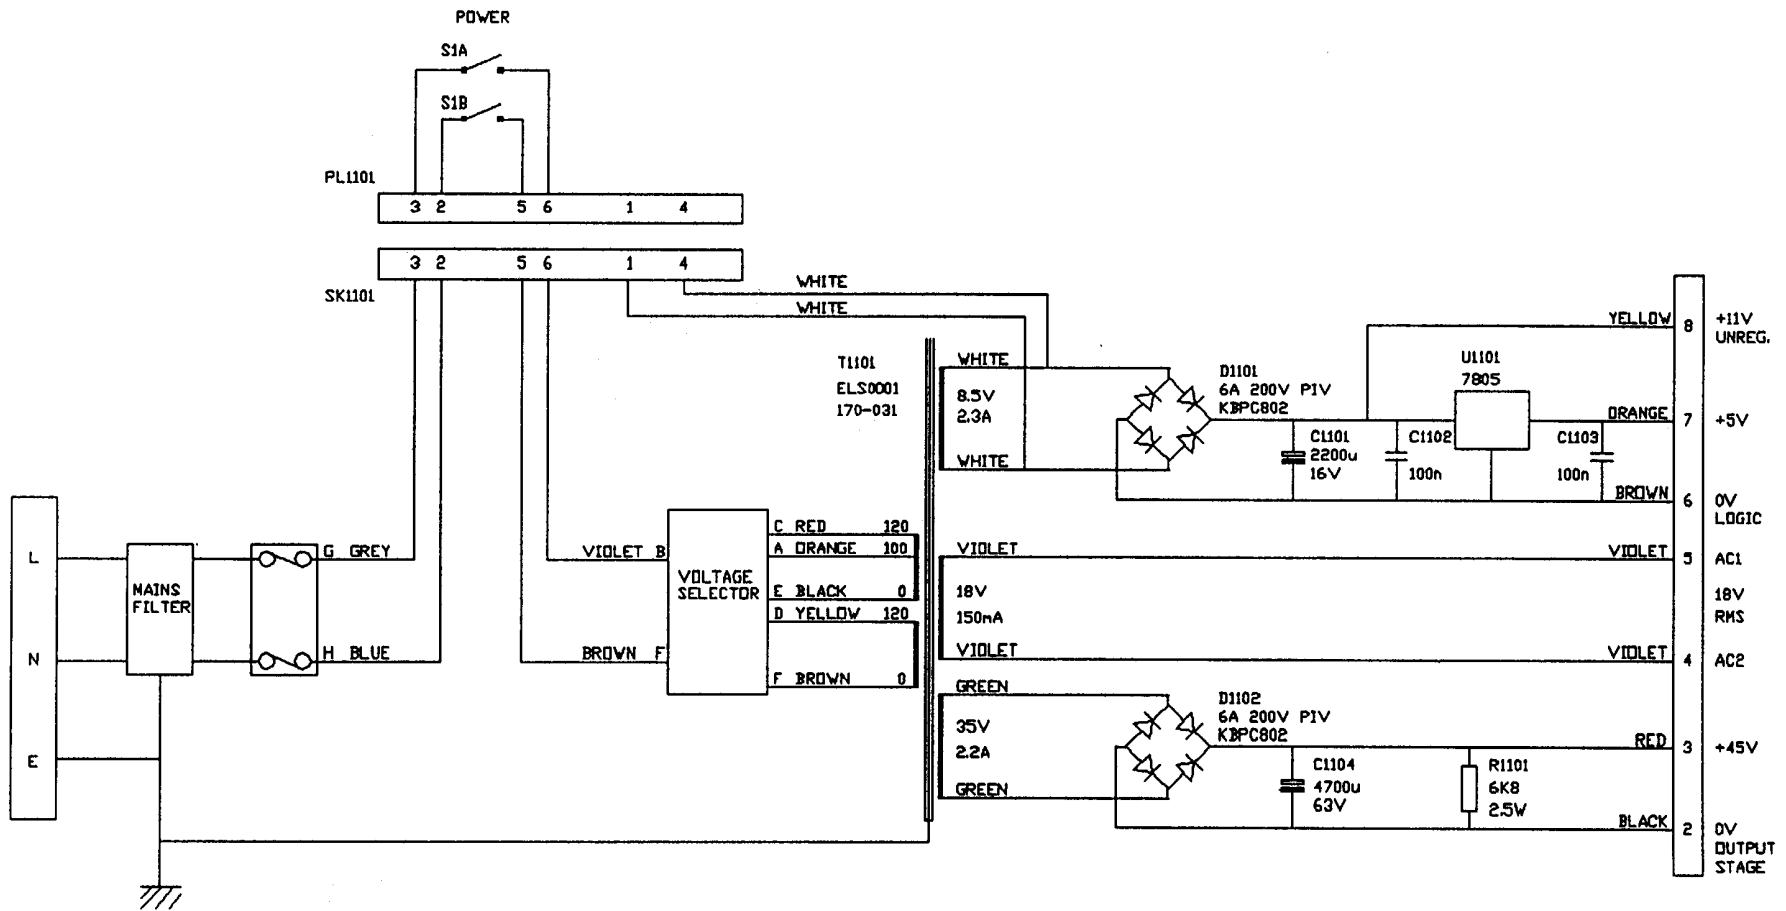 POWER
S1A
S1B
PL1101
3 2 5 6 1 4
3 2 5 6 1 4
SK1101
WHITE
WHITE
T1101
ELS0001
170-031
WHITE
8.5V
2.3A
WHITE
D1101
6A 200V PIV
KBPC802
C1101
2200u
16V
C1102
100n
U1101
7805
C1103
100n
YELLOW 8 +11V
UNREG.
ORANGE 7 +5V
BROWN 6 0V
LOGIC
L
N
E
MAINS
FILTER
G GREY
H BLUE
VIOLET B
BROWN F
VOLTAGE
SELECTOR
C RED 120
A ORANGE 100
E BLACK 0
D YELLOW 120
F BROWN 0
VIOLET
18V
150mA
VIOLET
VIOLET 5 AC1
18V
RMS
VIOLET 4 AC2
GREEN
35V
2.2A
GREEN
D1102
6A 200V PIV
KBPC802
C1104
4700u
63V
R1101
6K8
2.5W
RED 3 +45V
BLACK 2 0V
OUTPUT
STAGE